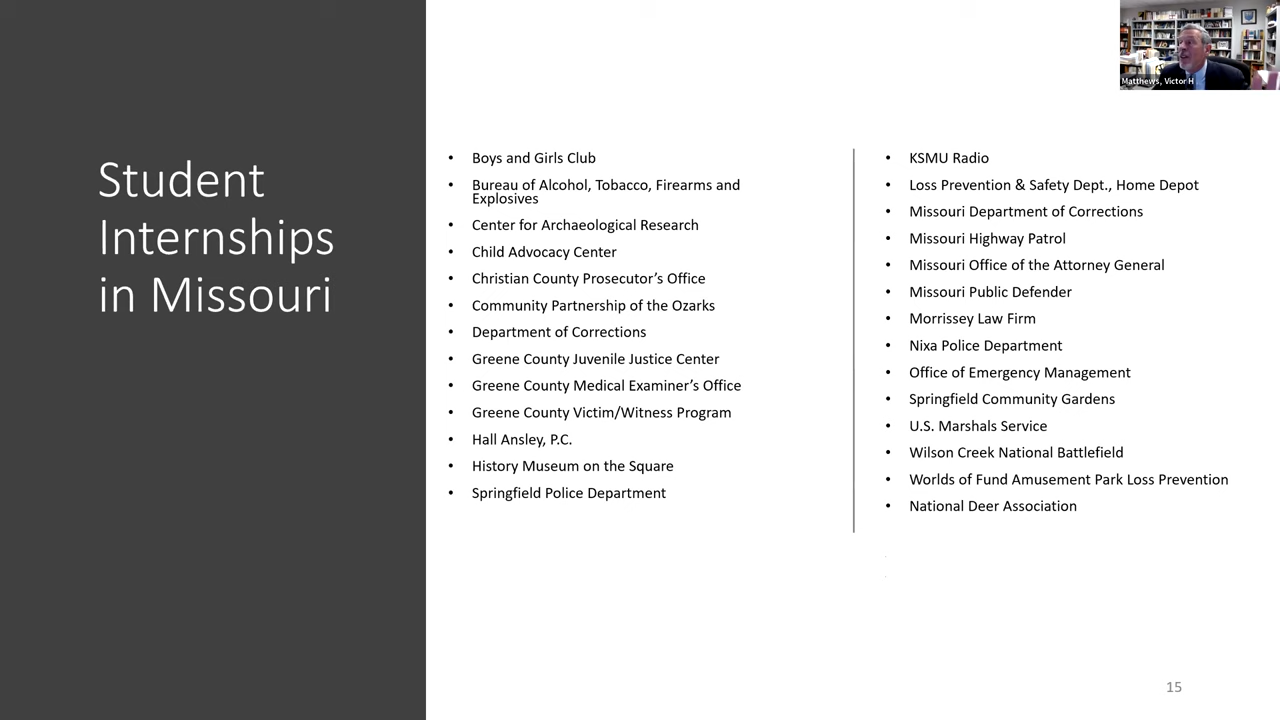 Student
Internships
in Missouri
Boys and Girls Club
Bureau of Alcohol, Tobacco, Firearms and
Explosives
Center for Archaeological Research
Child Advocacy Center
Christian County Prosecutor’s Office
Community Partnership of the Ozarks
Department of Corrections
Greene County Juvenile Justice Center
Greene County Medical Examiner’s Office
Greene County Victim/Witness Program
Hall Ansley, P.C.
History Museum on the Square
Springfield Police Department
KSMU Radio
Loss Prevention & Safety Dept., Home Depot
Missouri Department of Corrections
Missouri Highway Patrol
Missouri Office of the Attorney General
Missouri Public Defender
Morrissey Law Firm
Nixa Police Department
Office of Emergency Management
Springfield Community Gardens
U.S. Marshals Service
Wilson Creek National Battlefield
Worlds of Fund Amusement Park Loss Prevention
National Deer Association
Matthews, Victor H
15